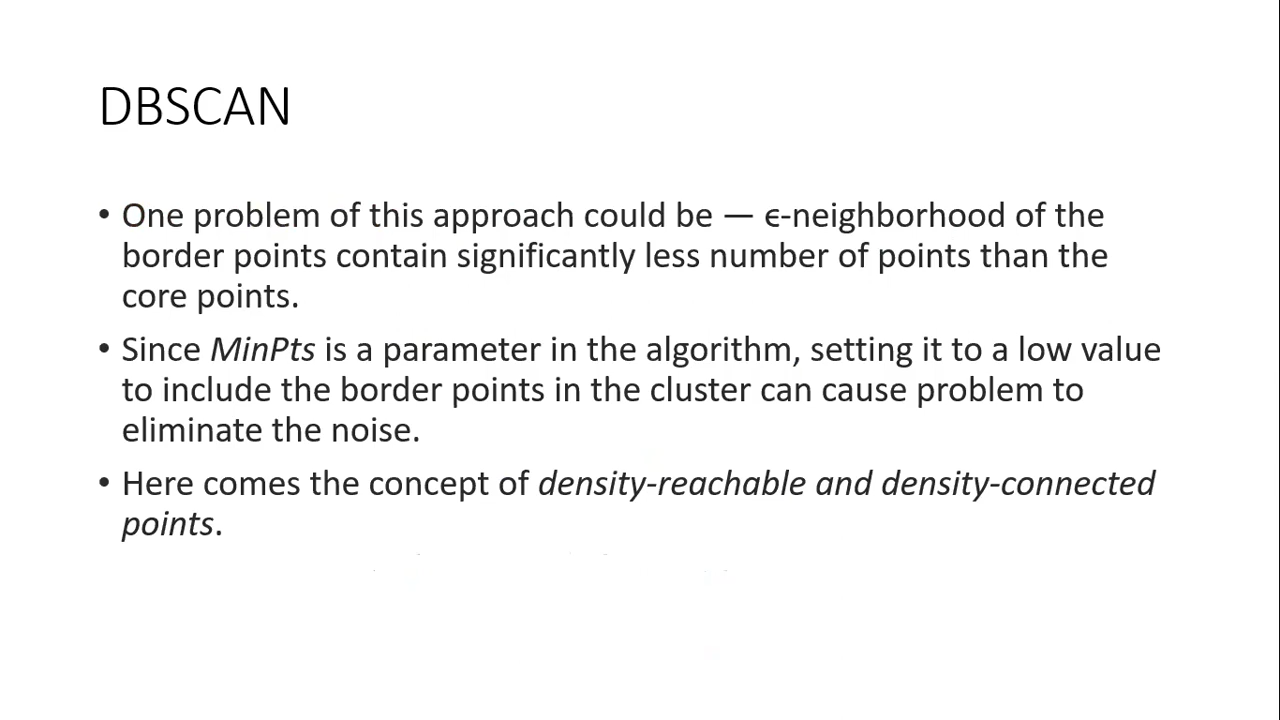 DBSCAN
• One problem of this approach could be — ϵ-neighborhood of the
border points contain significantly less number of points than the
core points.
• Since MinPts is a parameter in the algorithm, setting it to a low value
to include the border points in the cluster can cause problem to
eliminate the noise.
• Here comes the concept of density-reachable and density-connected
points.